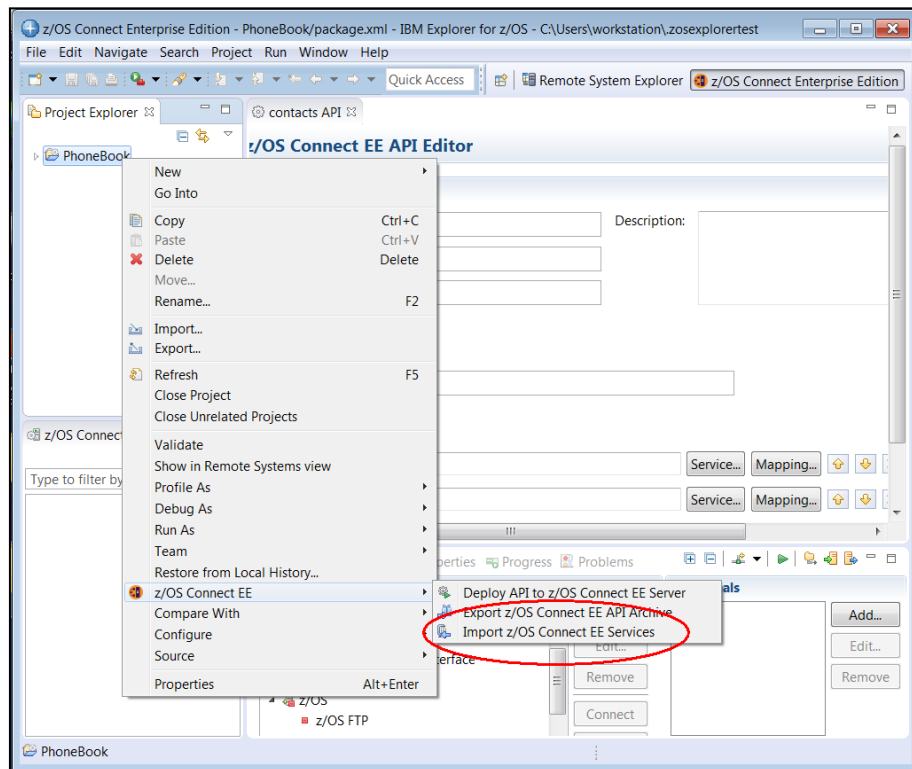 z/OS Connect Enterprise Edition - PhoneBook/package.xml - IBM Explorer for z/OS - C:\Users\workstation\.zosexplorertest
File Edit Navigate Search Project Run Window Help
Quick Access Remote System Explorer z/OS Connect Enterprise Edition
Project Explorer contacts API
z/OS Connect EE API Editor
PhoneBook
New
Go Into
Copy Ctrl+C Description:
Paste Ctrl+V
Delete Delete
Move...
Rename... F2
Import...
Export...
Refresh F5
Close Project
Close Unrelated Projects
z/OS Connect
Validate
Show in Remote Systems view Service... Mapping...
Type to filter by
Profile As
Debug As Service... Mapping...
Run As
Team Progress Problems
Restore from Local History...
z/OS Connect EE Deploy API to z/OS Connect EE Server
Compare With Export z/OS Connect EE API Archive Add...
Configure Import z/OS Connect EE Services
Source Edit... Edit...
Properties Alt+Enter Remove Remove
z/OS
z/OS FTP Connect
PhoneBook